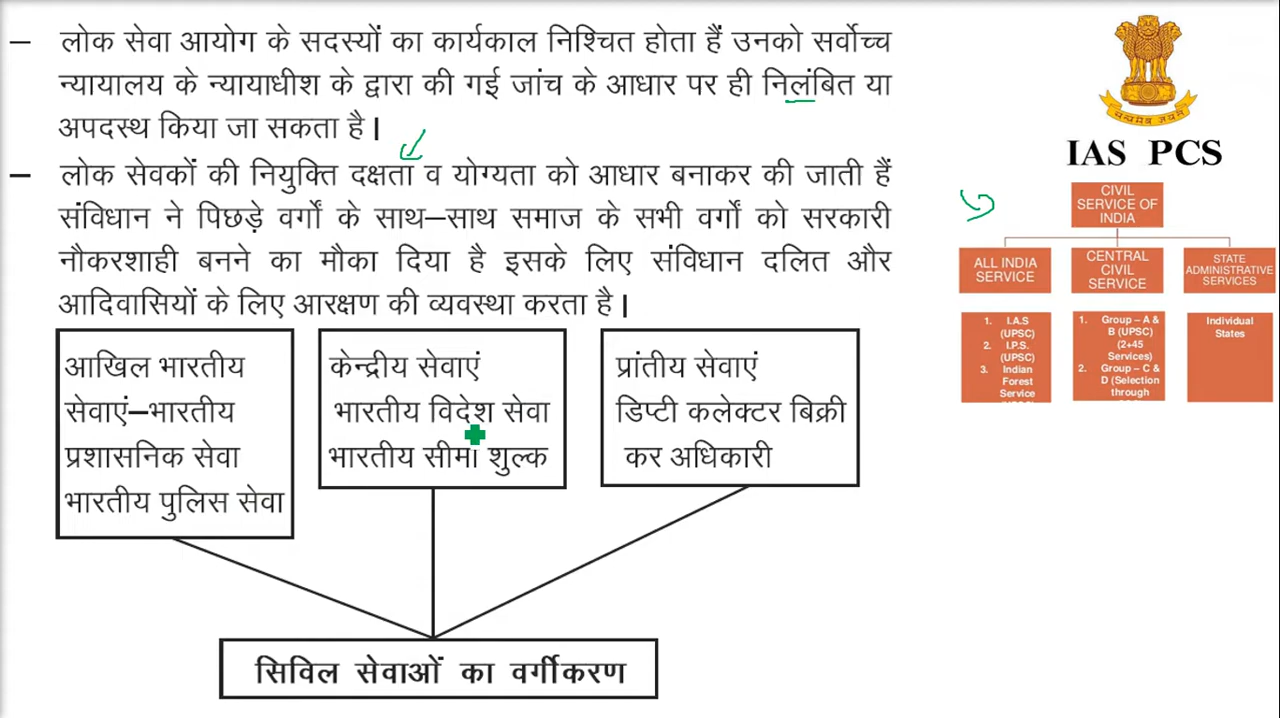 – लोक सेवा आयोग के सदस्यों का कार्यकाल निश्चित होता हैं उनको सर्वोच्च
न्यायालय के न्यायाधीश के द्वारा की गई जांच के आधार पर ही निलंबित या
अपदस्थ किया जा सकता है।
– लोक सेवकों की नियुक्ति दक्षता व योग्यता को आधार बनाकर की जाती हैं
संविधान ने पिछड़े वर्गों के साथ–साथ समाज के सभी वर्गों को सरकारी
नौकरशाही बनने का मौका दिया है इसके लिए संविधान दलित और
आदिवासियों के लिए आरक्षण की व्यवस्था करता है।
आखिल भारतीय
सेवाएं–भारतीय
प्रशासनिक सेवा
भारतीय पुलिस सेवा
केन्द्रीय सेवाएं
भारतीय विदेश सेवा
भारतीय सीमा शुल्क
प्रांतीय सेवाएं
डिप्टी कलेक्टर बिक्री
कर अधिकारी
सिविल सेवाओं का वर्गीकरण
सत्यमेव जयते
IAS PCS
CIVIL
SERVICE OF
INDIA
ALL INDIA
SERVICE
CENTRAL
CIVIL
SERVICE
STATE
ADMINISTRATIVE
SERVICES
1. I.A.S
(UPSC)
2. I.P.S.
(UPSC)
3. Indian
Forest
Service
1. Group – A &
B (UPSC)
(2+45
Services)
2. Group – C &
D (Selection
through
Individual
States